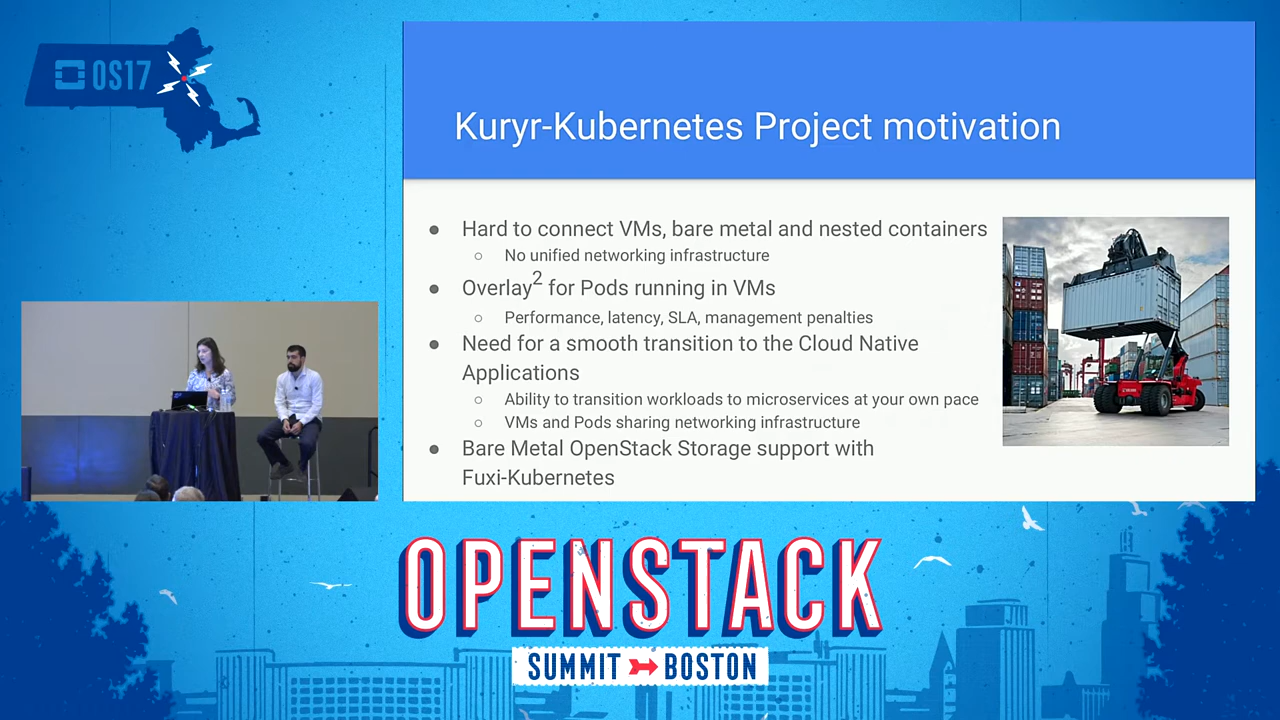 OS17
Kuryr-Kubernetes Project motivation
● Hard to connect VMs, bare metal and nested containers
○ No unified networking infrastructure
● Overlay² for Pods running in VMs
○ Performance, latency, SLA, management penalties
● Need for a smooth transition to the Cloud Native
Applications
○ Ability to transition workloads to microservices at your own pace
○ VMs and Pods sharing networking infrastructure
● Bare Metal OpenStack Storage support with
Fuxi-Kubernetes
OPENSTACK
SUMMIT BOSTON